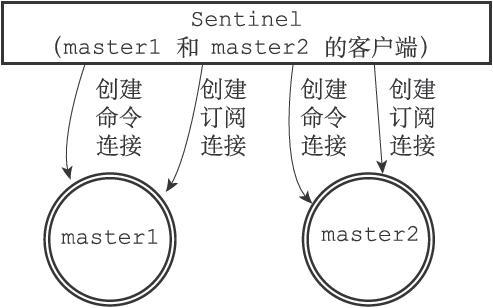 Sentinel
(master1 和 master2 的客户端)
创建
命令
连接
创建
订阅
连接
创建
命令
连接
创建
订阅
连接
master1
master2